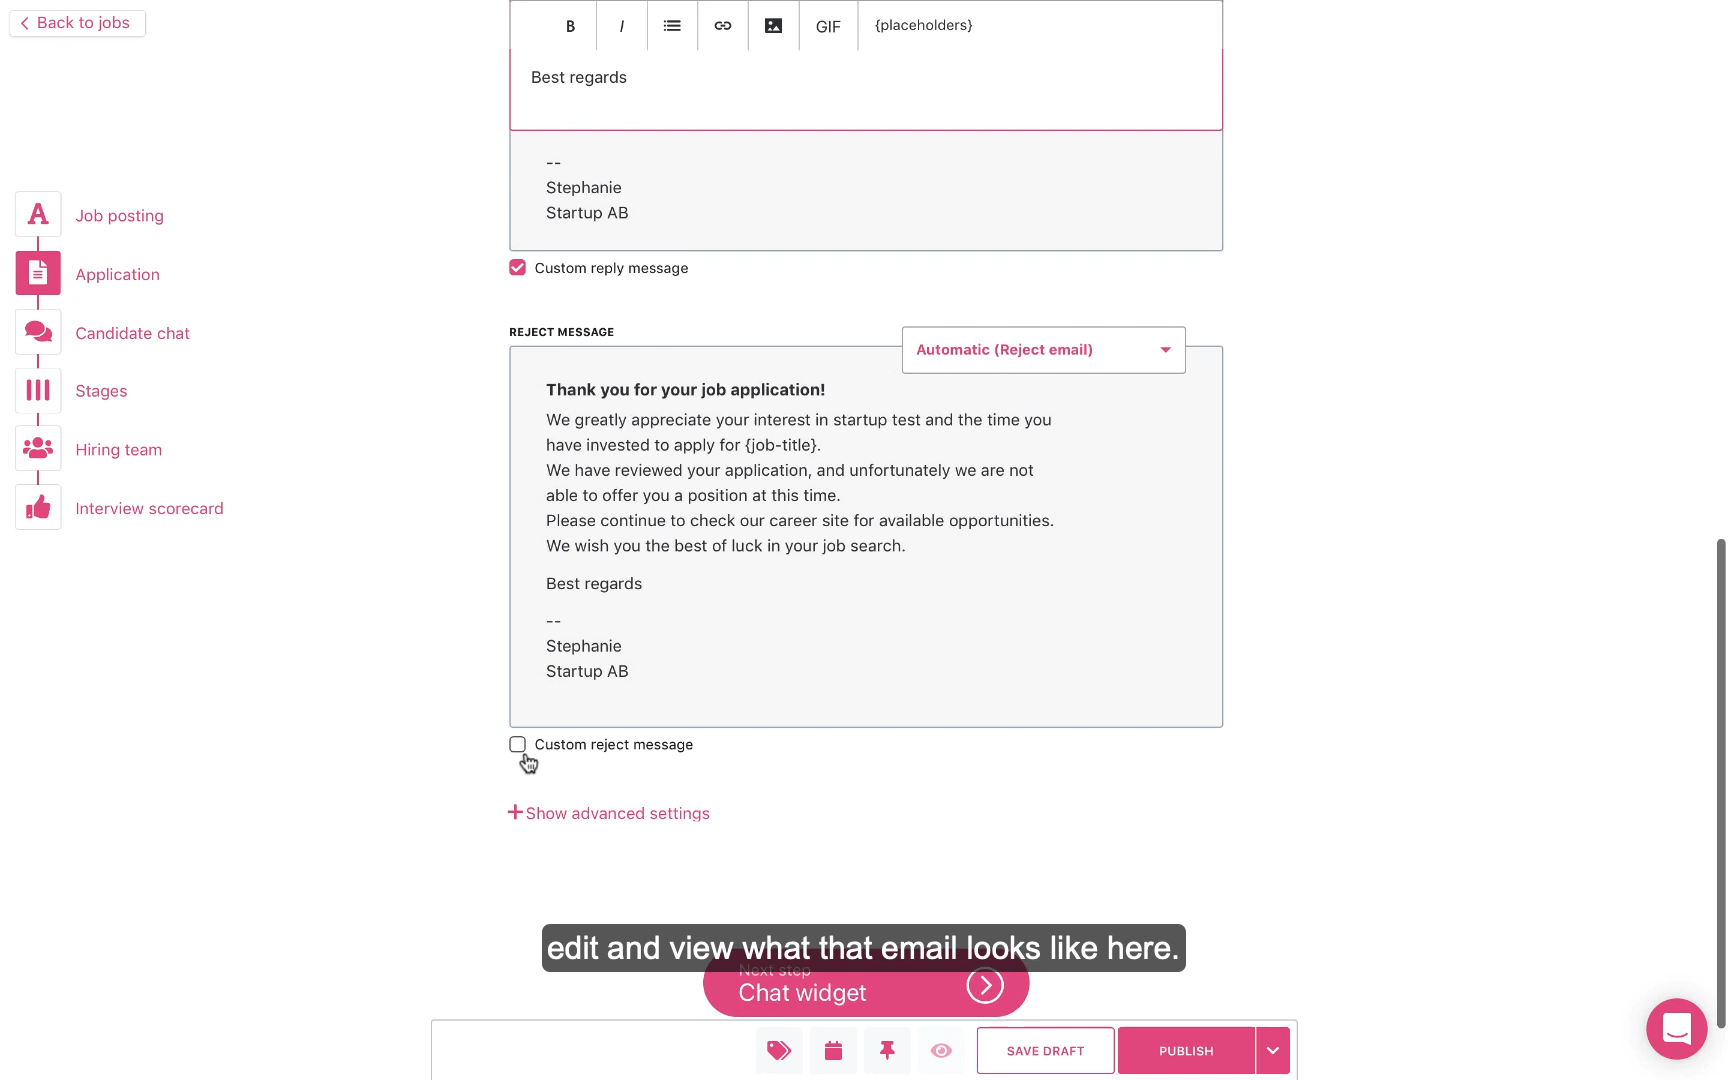 Back to jobs
B
I
GIF
{placeholders}
Best regards
--
Stephanie
Startup AB
Custom reply message
Job posting
Application
Candidate chat
Stages
Hiring team
Interview scorecard
REJECT MESSAGE
Automatic (Reject email)
Thank you for your job application!
We greatly appreciate your interest in startup test and the time you
have invested to apply for {job-title}.
We have reviewed your application, and unfortunately we are not
able to offer you a position at this time.
Please continue to check our career site for available opportunities.
We wish you the best of luck in your job search.
Best regards
--
Stephanie
Startup AB
Custom reject message
Show advanced settings
edit and view what that email looks like here.
Next step
Chat widget
SAVE DRAFT
PUBLISH